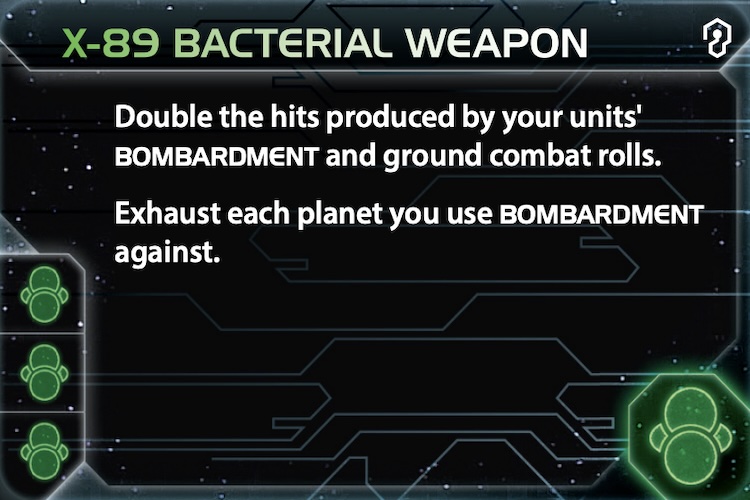 X-89 BACTERIAL WEAPON
Double the hits produced by your units'
BOMBARDMENT and ground combat rolls.
Exhaust each planet you use BOMBARDMENT
against.